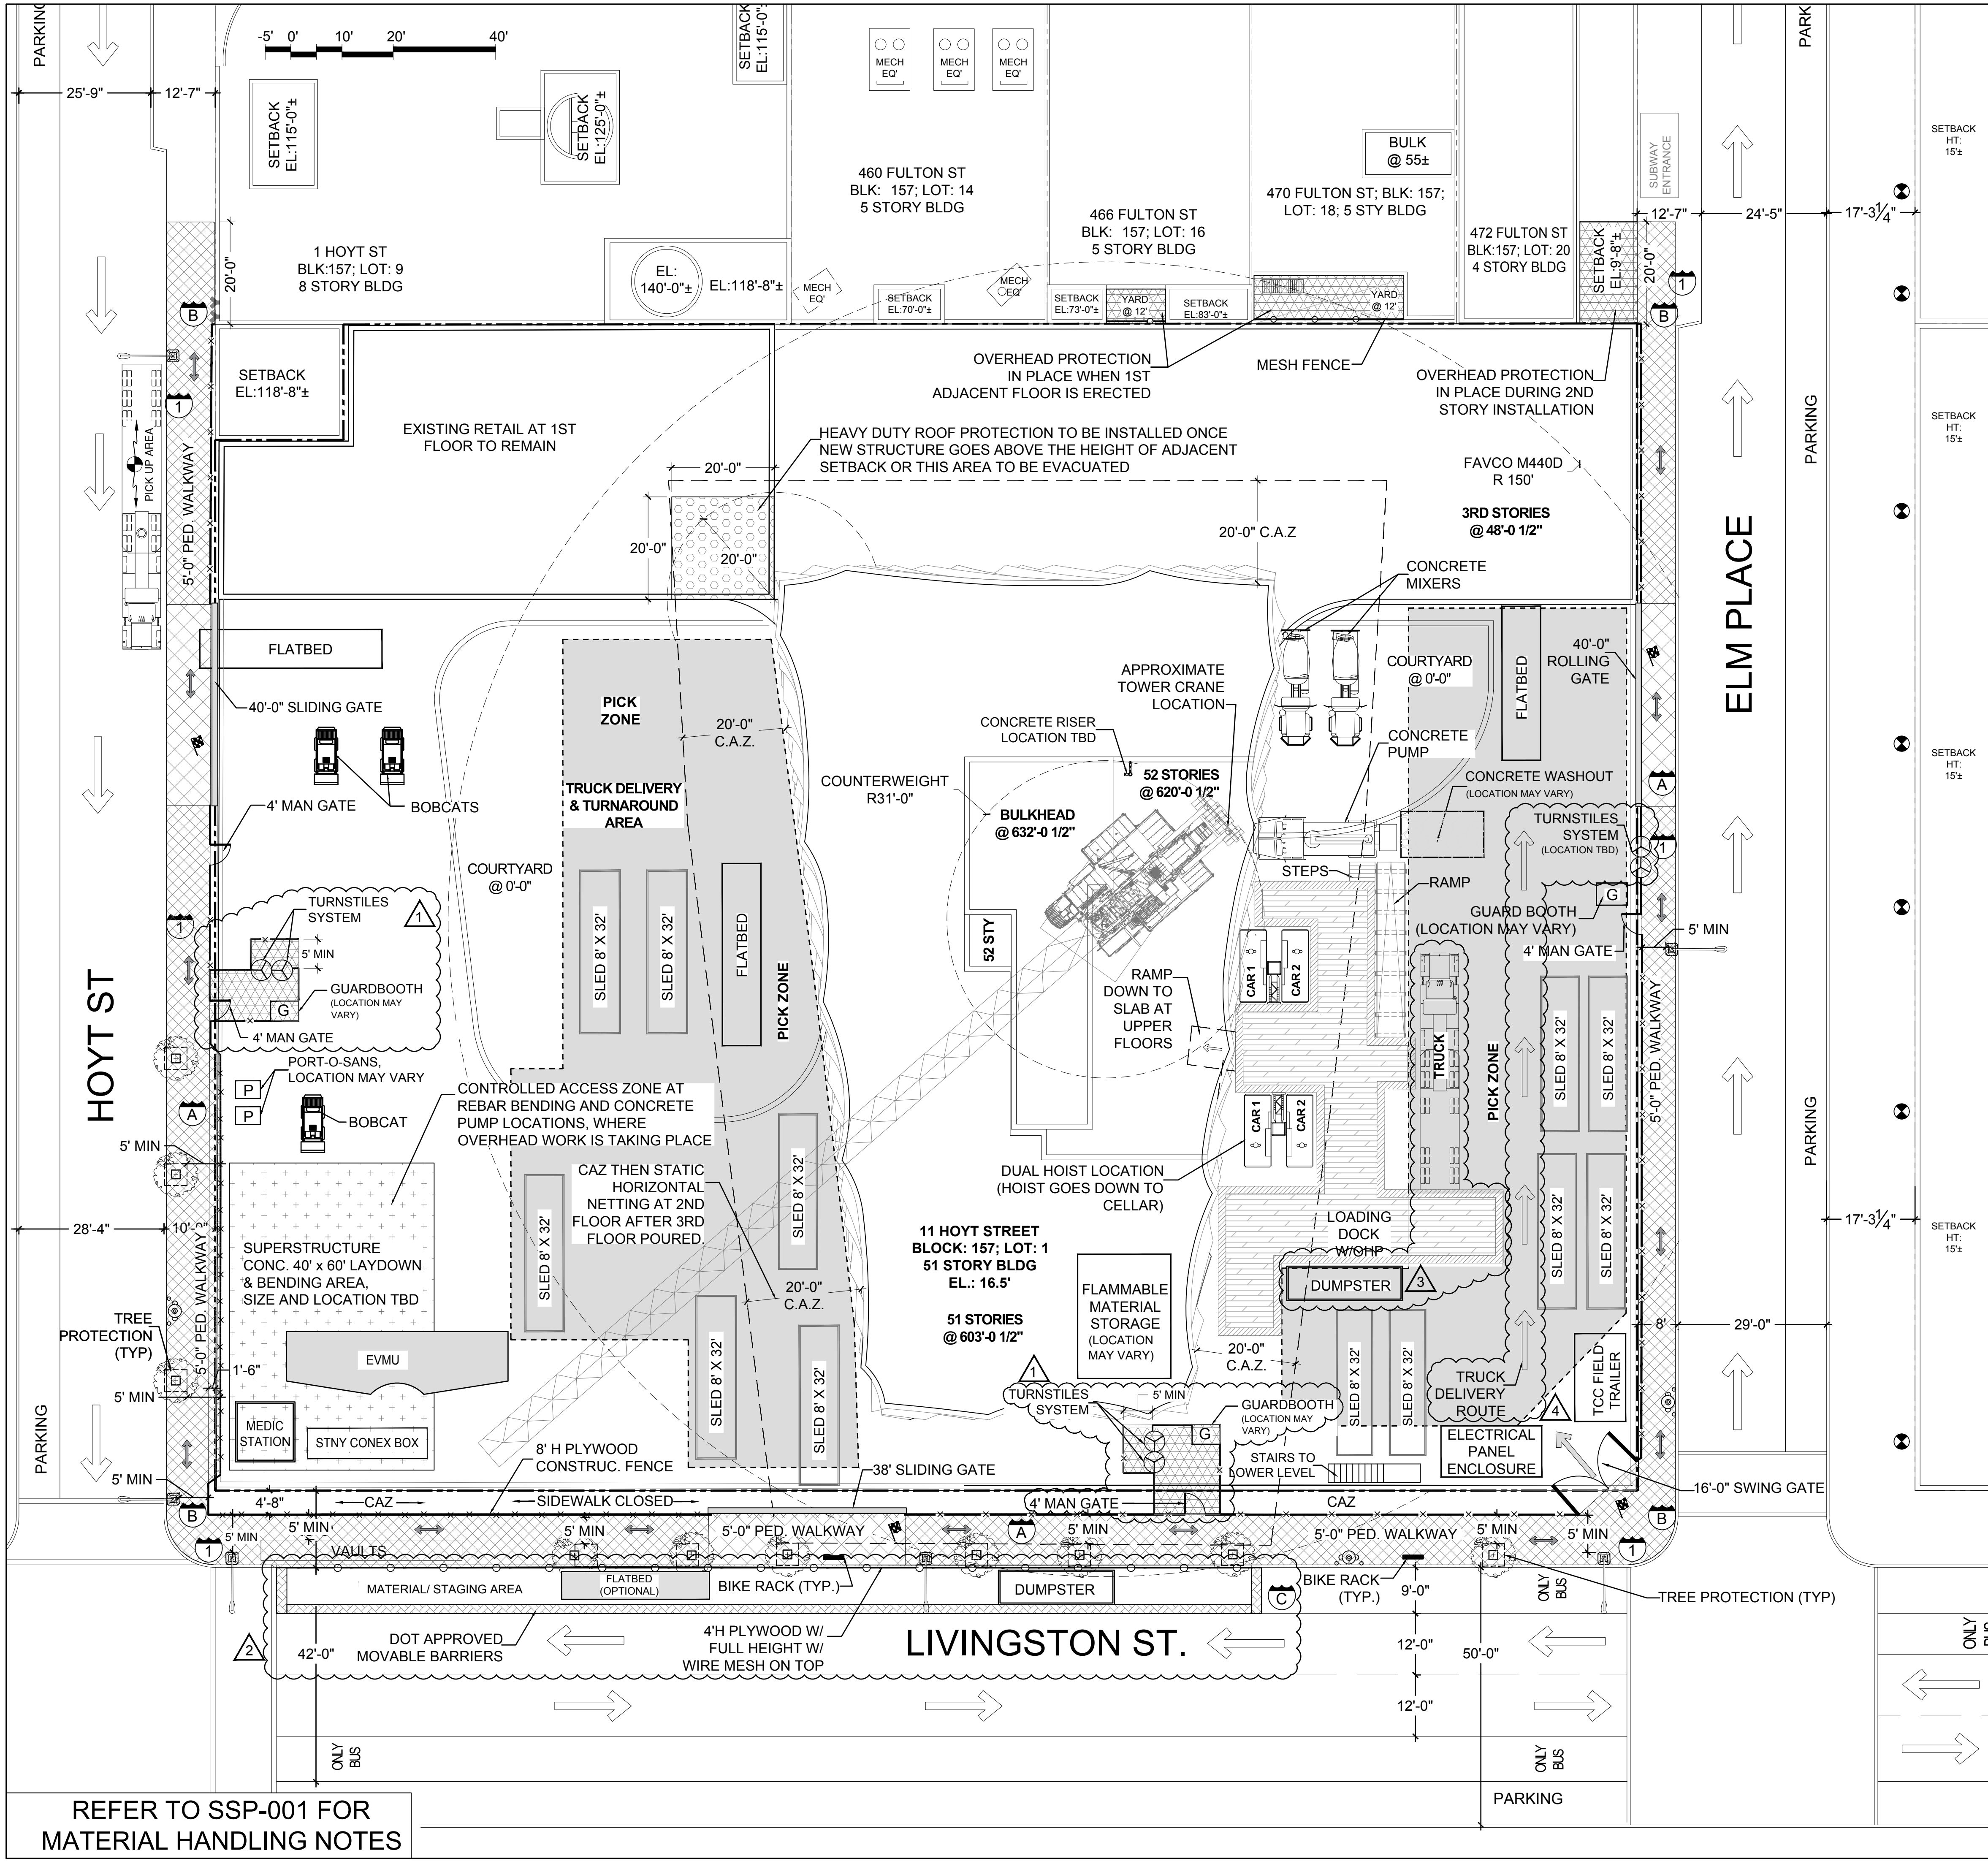 PARKING
-5' 0' 10' 20' 40'
25'-9"
12'-7"
SETBACK
EL:115'-0"±
SETBACK
EL:125'-0"±
SETBACK
EL:115'-0"
MECH
EQ'
MECH
EQ'
MECH
EQ'
PARK
BULK
@ 55±
SUBWAY
ENTRANCE
SETBACK
HT:
15'±
1 HOYT ST
BLK:157; LOT: 9
8 STORY BLDG
20'-0"
460 FULTON ST
BLK: 157; LOT: 14
5 STORY BLDG
466 FULTON ST
BLK: 157; LOT: 16
5 STORY BLDG
470 FULTON ST; BLK: 157;
LOT: 18; 5 STY BLDG
472 FULTON ST
BLK:157; LOT: 20
4 STORY BLDG
SETBACK
EL:9'-8"±
20'-0"
12'-7"
24'-5"
17'-3 1/4"
EL:
140'-0"±
EL:118'-8"±
MECH
EQ'
SETBACK
EL:70'-0"±
MECH
EQ'
SETBACK
EL:73'-0"±
YARD
@ 12'
SETBACK
EL:83'-0"±
YARD
@ 12'
B
1
B
SETBACK
EL:118'-8"±
1
PICK UP AREA
5'-0" PED. WALKWAY
EXISTING RETAIL AT 1ST
FLOOR TO REMAIN
OVERHEAD PROTECTION
IN PLACE WHEN 1ST
ADJACENT FLOOR IS ERECTED
MESH FENCE
OVERHEAD PROTECTION
IN PLACE DURING 2ND
STORY INSTALLATION
HEAVY DUTY ROOF PROTECTION TO BE INSTALLED ONCE
NEW STRUCTURE GOES ABOVE THE HEIGHT OF ADJACENT
SETBACK OR THIS AREA TO BE EVACUATED
20'-0"
20'-0"
20'-0"
20'-0" C.A.Z
FAVCO M440D
R 150'
3RD STORIES
@ 48'-0 1/2"
CONCRETE
MIXERS
ELM PLACE
PARKING
SETBACK
HT:
15'±
FLATBED
40'-0" SLIDING GATE
BOBCATS
4' MAN GATE
PICK
ZONE
20'-0"
C.A.Z.
TRUCK DELIVERY
& TURNAROUND
AREA
COURTYARD
@ 0'-0"
APPROXIMATE
TOWER CRANE
LOCATION
CONCRETE RISER
LOCATION TBD
COUNTERWEIGHT
R31'-0"
52 STORIES
@ 620'-0 1/2"
BULKHEAD
@ 632'-0 1/2"
COURTYARD
@ 0'-0"
FLATBED
40'-0"
ROLLING
GATE
CONCRETE
PUMP
CONCRETE WASHOUT
(LOCATION MAY VARY)
TURNSTILES
SYSTEM
(LOCATION TBD)
A
1
SETBACK
HT:
15'±
STEPS
RAMP
G
GUARD BOOTH
(LOCATION MAY VARY)
4' MAN GATE
5' MIN
HOYT ST
1
TURNSTILES
SYSTEM
1
5' MIN
GUARDBOOTH
(LOCATION MAY
VARY)
G
4' MAN GATE
SLED 8' X 32'
SLED 8' X 32'
FLATBED
PICK ZONE
52 STY
RAMP
DOWN TO
SLAB AT
UPPER
FLOORS
CAR 1
CAR 2
TRUCK
PICK ZONE
SLED 8' X 32'
SLED 8' X 32'
5'-0" PED. WALKWAY
PARKING
PORT-O-SANS,
LOCATION MAY VARY
P
P
A
BOBCAT
5' MIN
CONTROLLED ACCESS ZONE AT
REBAR BENDING AND CONCRETE
PUMP LOCATIONS, WHERE
OVERHEAD WORK IS TAKING PLACE
CAZ THEN STATIC
HORIZONTAL
NETTING AT 2ND
FLOOR AFTER 3RD
FLOOR POURED.
SLED 8' X 32'
SLED 8' X 32'
CAR 1
CAR 2
DUAL HOIST LOCATION
(HOIST GOES DOWN TO
CELLAR)
SLED 8' X 32'
SLED 8' X 32'
17'-3 1/4"
SETBACK
HT:
15'±
28'-4"
10'-0"
5'-0" PED. WALKWAY
SUPERSTRUCTURE
CONC. 40' x 60' LAYDOWN
& BENDING AREA,
SIZE AND LOCATION TBD
11 HOYT STREET
BLOCK: 157; LOT: 1
51 STORY BLDG
EL.: 16.5'
51 STORIES
@ 603'-0 1/2"
LOADING
DOCK
W/OHP
DUMPSTER
3
FLAMMABLE
MATERIAL
STORAGE
(LOCATION
MAY VARY)
20'-0"
C.A.Z.
20'-0"
C.A.Z.
8'
29'-0"
TREE
PROTECTION
(TYP)
1'-6"
5' MIN
EVMU
SLED 8' X 32'
SLED 8' X 32'
1
TURNSTILES
SYSTEM
5' MIN
GUARDBOOTH
(LOCATION MAY
VARY)
G
SLED 8' X 32'
SLED 8' X 32'
TRUCK
DELIVERY
ROUTE
4
TCC FIELD
TRAILER
PARKING
MEDIC
STATION
STNY CONEX BOX
8' H PLYWOOD
CONSTRUC. FENCE
38' SLIDING GATE
STAIRS TO
LOWER LEVEL
ELECTRICAL
PANEL
ENCLOSURE
16'-0" SWING GATE
5' MIN
B
4'-8"
CAZ
SIDEWALK CLOSED
4' MAN GATE
CAZ
B
1
5' MIN
5' MIN
5' MIN
5'-0" PED. WALKWAY
A
5' MIN
5'-0" PED. WALKWAY
5' MIN
5' MIN
1
VAULTS
MATERIAL/ STAGING AREA
FLATBED
(OPTIONAL)
BIKE RACK (TYP.)
DUMPSTER
C
BIKE RACK
(TYP.)
9'-0"
ONLY
BUS
TREE PROTECTION (TYP)
2
42'-0"
DOT APPROVED
MOVABLE BARRIERS
4'H PLYWOOD W/
FULL HEIGHT W/
WIRE MESH ON TOP
LIVINGSTON ST.
12'-0"
50'-0"
12'-0"
ONLY
BUS
ONLY
BUS
ONLY
PARKING
REFER TO SSP-001 FOR
MATERIAL HANDLING NOTES